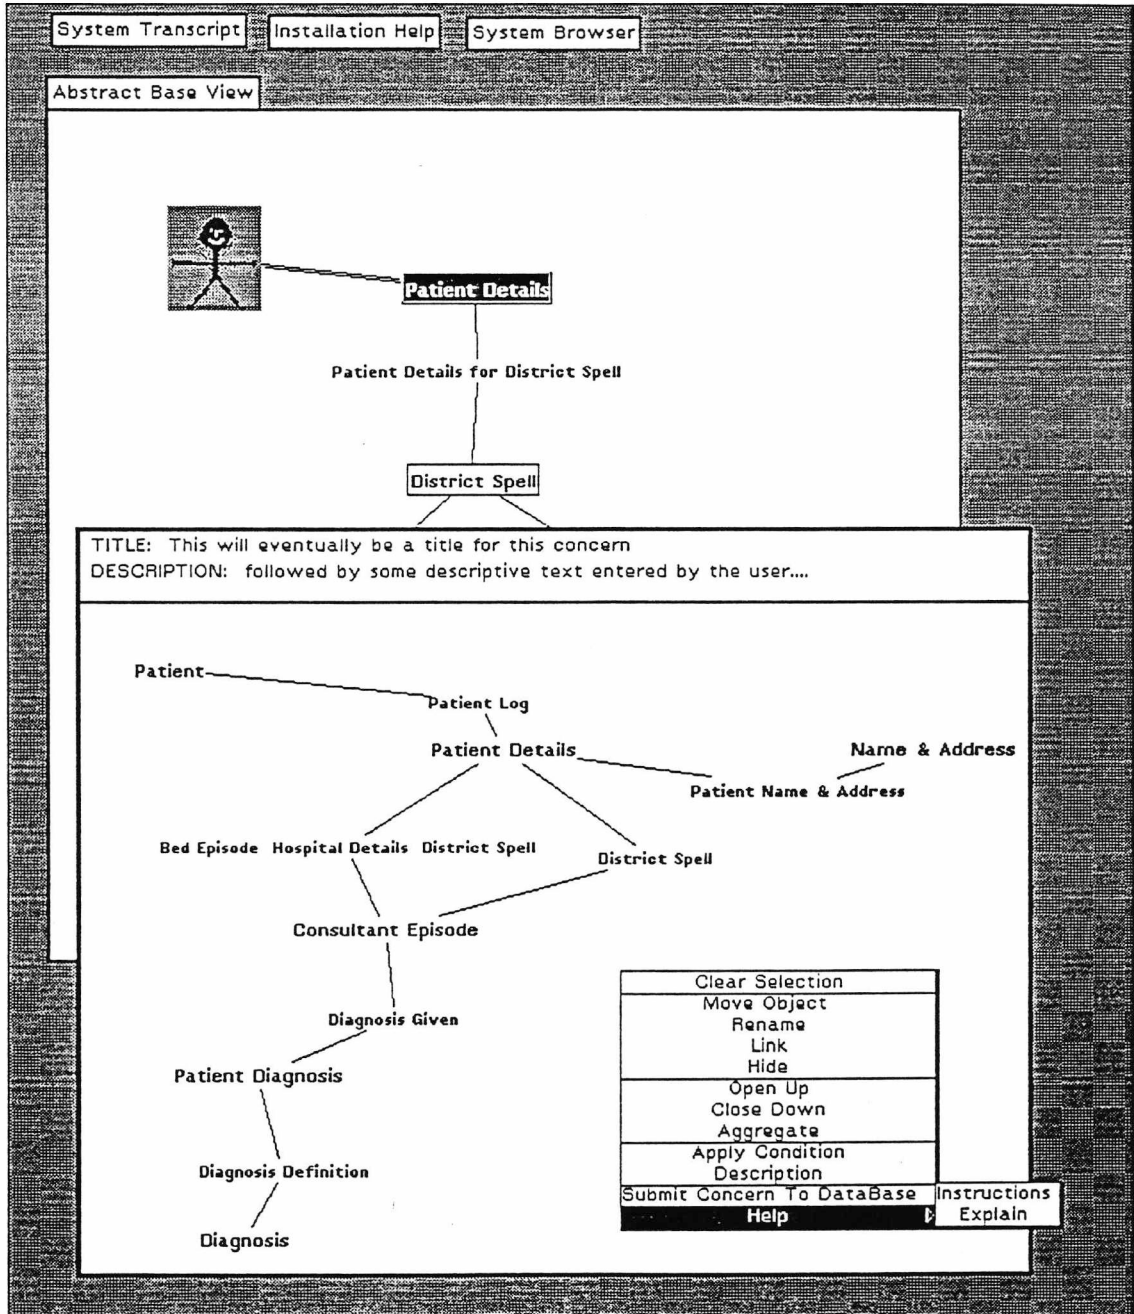 System Transcript
Installation Help
System Browser
Abstract Base View
Patient Details
Patient Details for District Spell
District Spell
TITLE: This will eventually be a title for this concern
DESCRIPTION: followed by some descriptive text entered by the user....
Patient
Patient Log
Patient Details
Name & Address
Patient Name & Address
Bed Episode Hospital Details District Spell
District Spell
Consultant Episode
Diagnosis Given
Patient Diagnosis
Diagnosis Definition
Diagnosis
Clear Selection
Move Object
Rename
Link
Hide
Open Up
Close Down
Aggregate
Apply Condition
Description
Submit Concern To DataBase
Help
Instructions
Explain